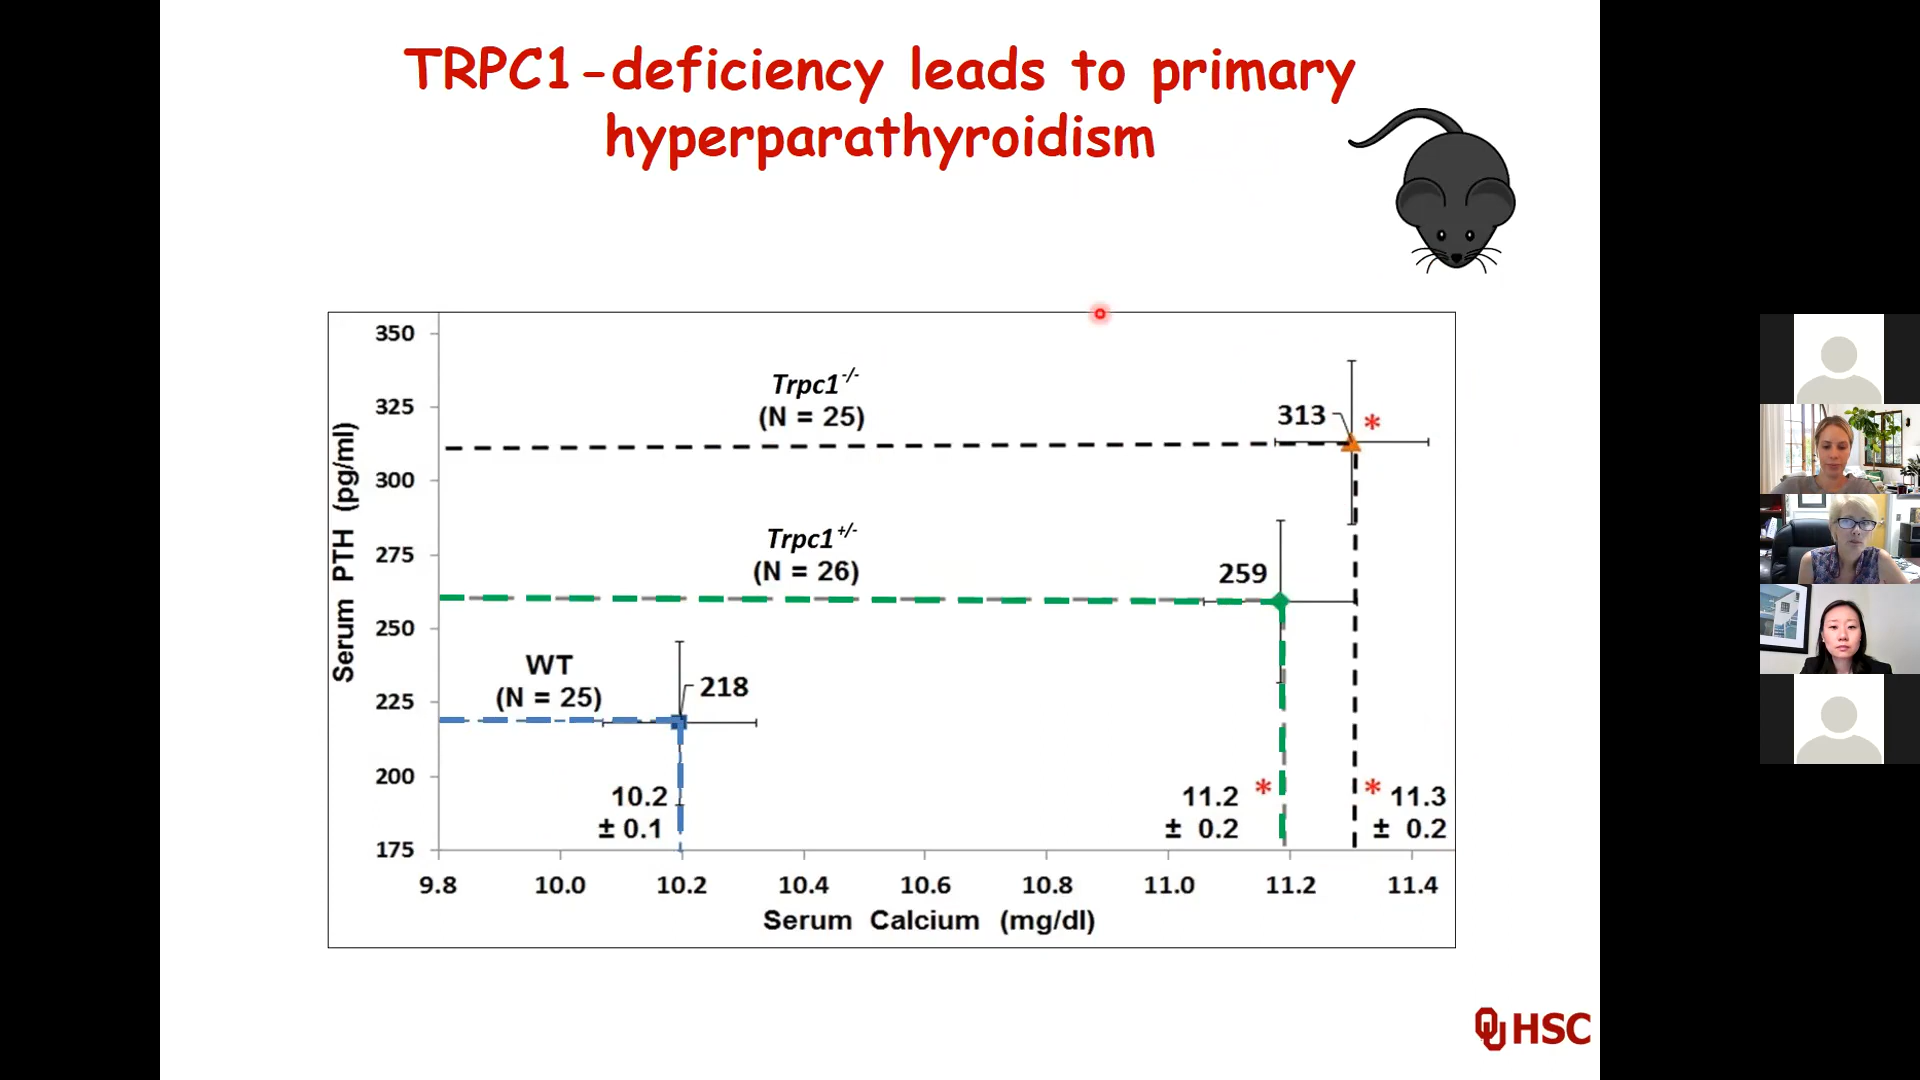 TRPC1-deficiency leads to primary
hyperparathyroidism
350
325
300
275
250
225
200
175
Serum PTH (pg/ml)
Trpc1-/-
(N = 25)
313
*
Trpc1+/-
(N = 26)
259
WT
(N = 25)
218
10.2
± 0.1
11.2 *
± 0.2
* 11.3
± 0.2
9.8 10.0 10.2 10.4 10.6 10.8 11.0 11.2 11.4
Serum Calcium (mg/dl)
OU HSC